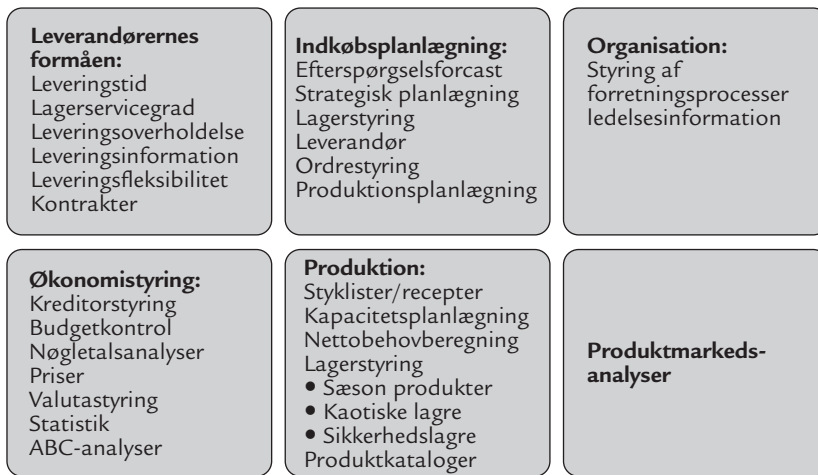 Leverandørernes
formåen:
Leveringstid
Lagerservicegrad
Leveringsoverholdelse
Leveringsinformation
Leveringsfleksibilitet
Kontrakter
Indkøbsplanlægning:
Efterspørgselsforcast
Strategisk planlægning
Lagerstyring
Leverandør
Ordrestyring
Produktionsplanlægning
Organisation:
Styring af
forretningsprocesser
ledelsesinformation
Økonomistyring:
Kreditorstyring
Budgetkontrol
Nøgletalsanalyser
Priser
Valutastyring
Statistik
ABC-analyser
Produktion:
Styklister/recepter
Kapacitetsplanlægning
Nettobehovberegning
Lagerstyring
• Sæson produkter
• Kaotiske lagre
• Sikkerhedslagre
Produktkataloger
Produktmarkeds-
analyser